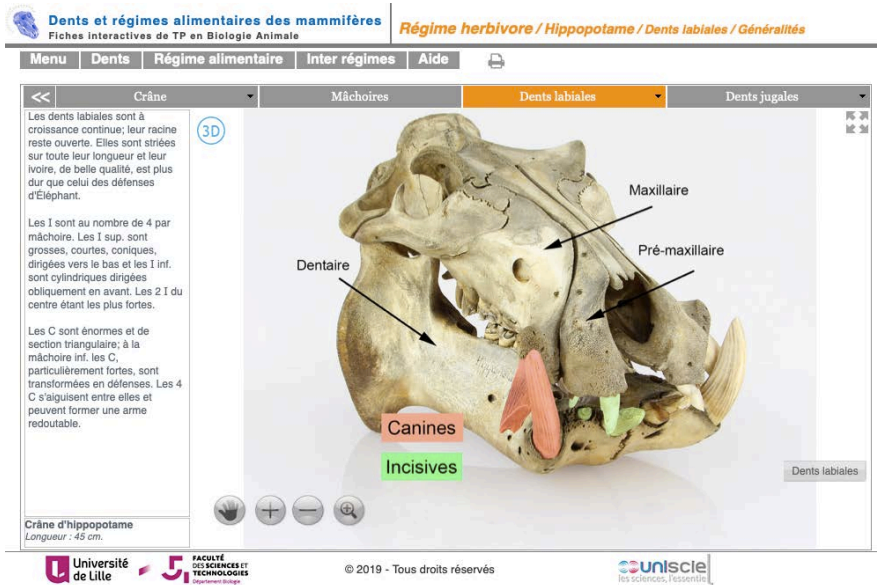 Dents et régimes alimentaires des mammifères
Fiches interactives de TP en Biologie Animale
Régime herbivore / Hippopotame / Dents labiales / Généralités
Menu Dents Régime alimentaire Inter régimes Aide
<< Crâne Mâchoires Dents labiales Dents jugales
Les dents labiales sont à
croissance continue; leur racine
reste ouverte. Elles sont striées
sur toute leur longueur et leur
ivoire, de belle qualité, est plus
dur que celui des défenses
d'Éléphant.
Les I sont au nombre de 4 par
mâchoire. Les I sup. sont
grosses, courtes, coniques,
dirigées vers le bas et les I inf.
sont cylindriques dirigées
obliquement en avant. Les 2 I du
centre étant les plus fortes.
Les C sont énormes et de
section triangulaire; à la
mâchoire inf. les C,
particulièrement fortes, sont
transformées en défenses. Les 4
C s'aiguisent entre elles et
peuvent former une arme
redoutable.
3D
Maxillaire
Pré-maxillaire
Dentaire
Canines
Incisives
Dents labiales
Crâne d'hippopotame
Longueur : 45 cm.
Université
de Lille
FACULTÉ
DES SCIENCES ET
TECHNOLOGIES
Département Biologie
© 2019 - Tous droits réservés
uniscie
les sciences, l'essentiel